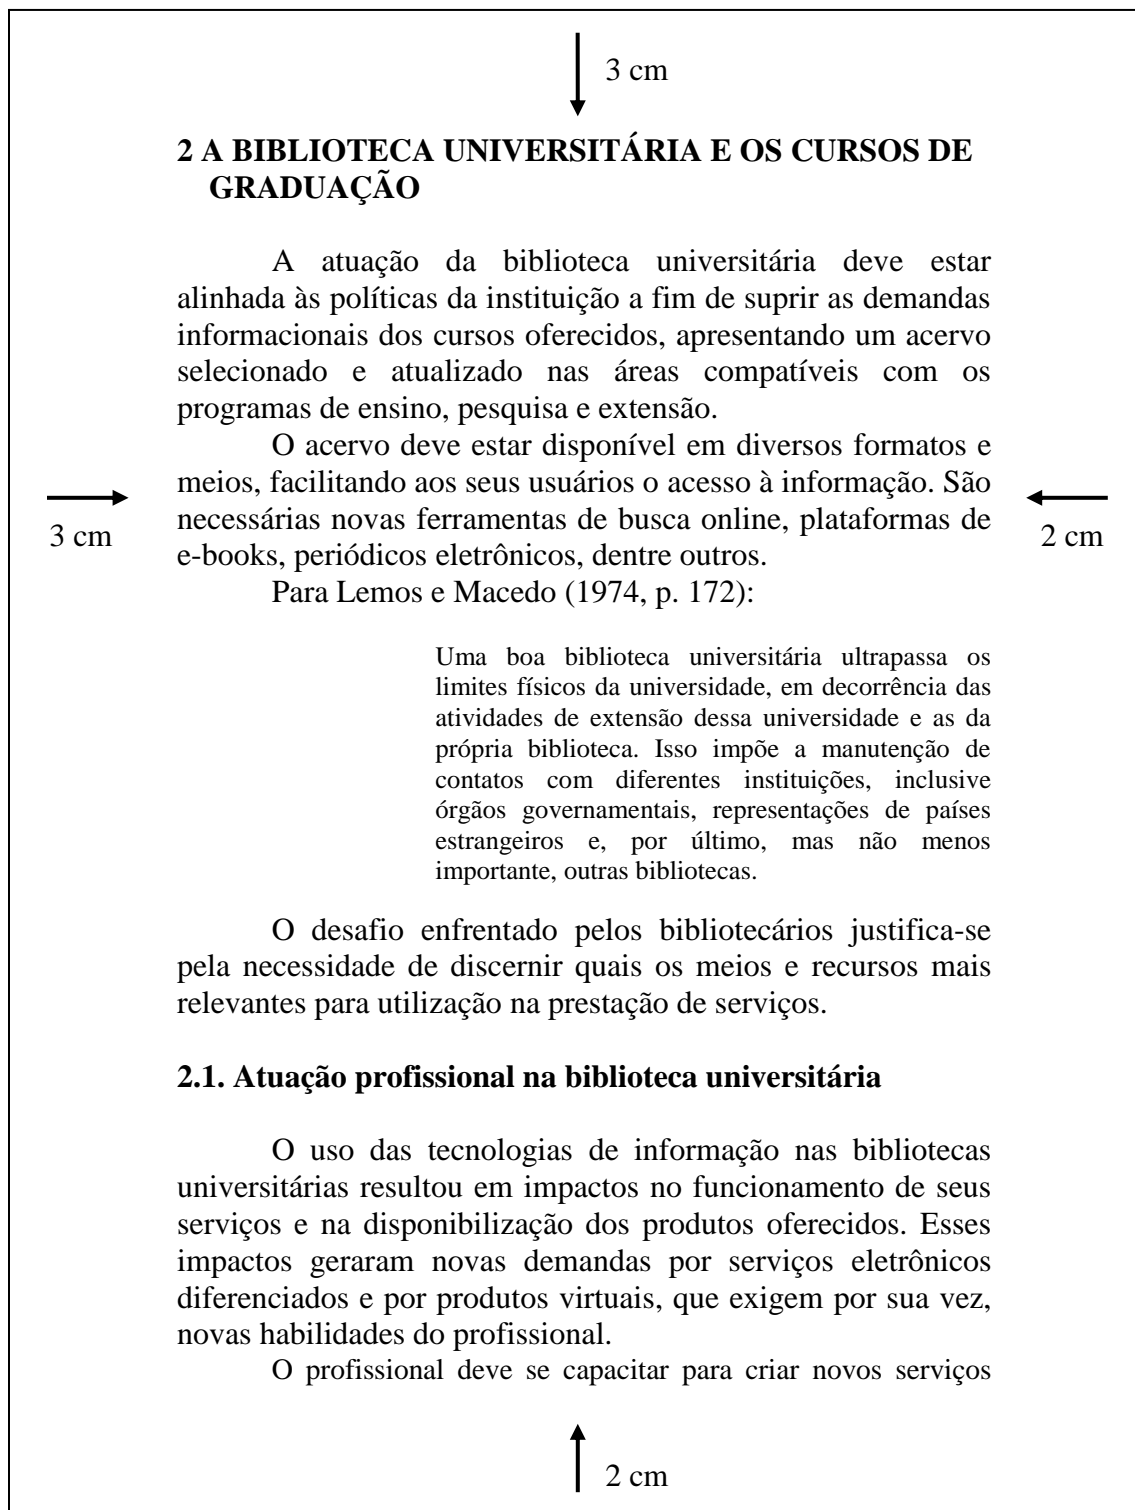 3 cm
2 A BIBLIOTECA UNIVERSITÁRIA E OS CURSOS DE
GRADUAÇÃO
A atuação da biblioteca universitária deve estar
alinhada às políticas da instituição a fim de suprir as demandas
informacionais dos cursos oferecidos, apresentando um acervo
selecionado e atualizado nas áreas compatíveis com os
programas de ensino, pesquisa e extensão.
O acervo deve estar disponível em diversos formatos e
meios, facilitando aos seus usuários o acesso à informação. São
necessárias novas ferramentas de busca online, plataformas de
e-books, periódicos eletrônicos, dentre outros.
3 cm
2 cm
Para Lemos e Macedo (1974, p. 172):
Uma boa biblioteca universitária ultrapassa os
limites físicos da universidade, em decorrência das
atividades de extensão dessa universidade e as da
própria biblioteca. Isso impõe a manutenção de
contatos com diferentes instituições, inclusive
órgãos governamentais, representações de países
estrangeiros e, por último, mas não menos
importante, outras bibliotecas.
O desafio enfrentado pelos bibliotecários justifica-se
pela necessidade de discernir quais os meios e recursos mais
relevantes para utilização na prestação de serviços.
2.1. Atuação profissional na biblioteca universitária
O uso das tecnologias de informação nas bibliotecas
universitárias resultou em impactos no funcionamento de seus
serviços e na disponibilização dos produtos oferecidos. Esses
impactos geraram novas demandas por serviços eletrônicos
diferenciados e por produtos virtuais, que exigem por sua vez,
novas habilidades do profissional.
O profissional deve se capacitar para criar novos serviços
2 cm